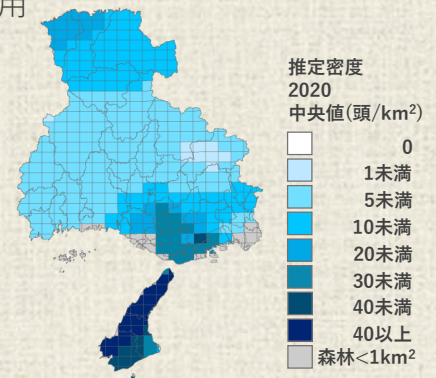 用
推定密度
2020
中央値(頭/km²)
0
1未満
5未満
10未満
20未満
30未満
40未満
40以上
森林<1km²